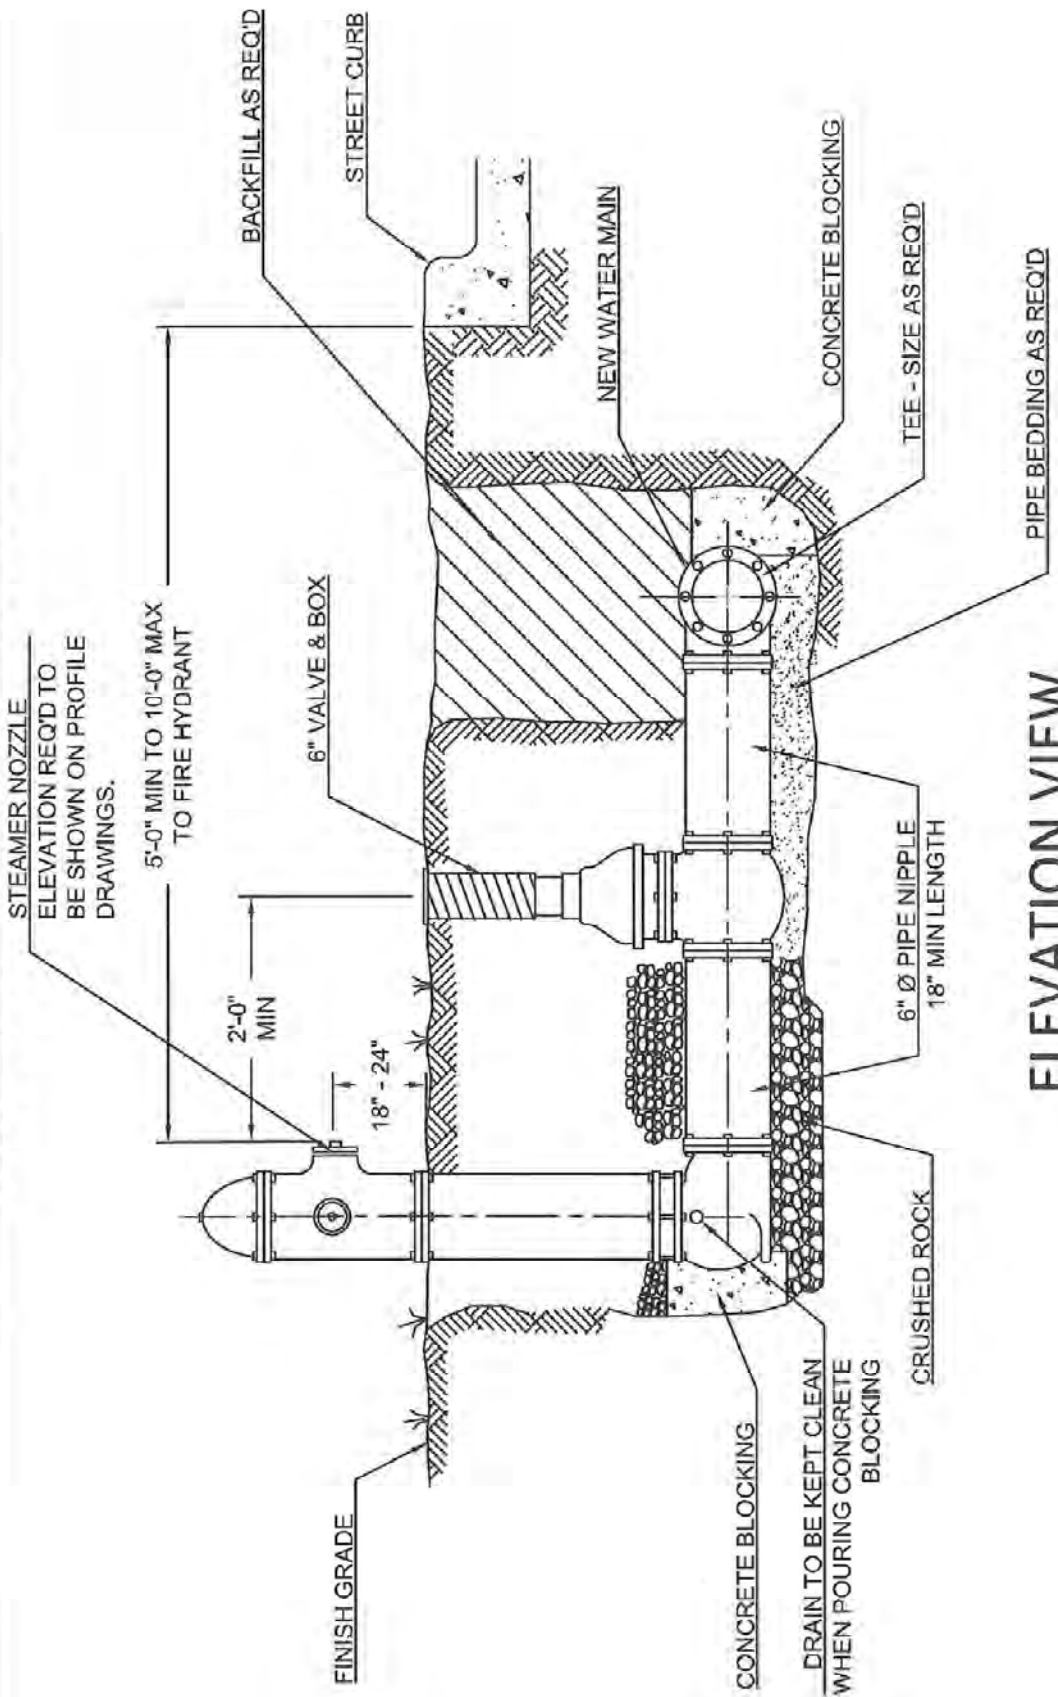 STEAMER NOZZLE
ELEVATION REQ'D TO
BE SHOWN ON PROFILE
DRAWINGS.
5'-0" MIN TO 10'-0" MAX
TO FIRE HYDRANT
BACKFILL AS REQ'D
STREET CURB
2'-0"
MIN
6" VALVE & BOX
18" - 24"
FINISH GRADE
NEW WATER MAIN
CONCRETE BLOCKING
TEE - SIZE AS REQ'D
PIPE BEDDING AS REQ'D
CONCRETE BLOCKING
DRAIN TO BE KEPT CLEAN
WHEN POURING CONCRETE
BLOCKING
CRUSHED ROCK
6" Ø PIPE NIPPLE
18" MIN LENGTH
ELEVATION VIEW